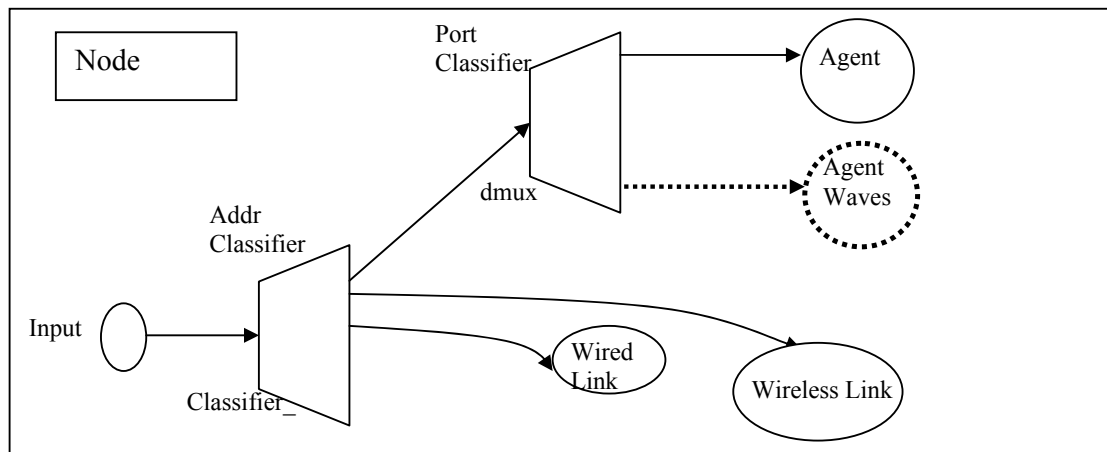 Node
Port
Classifier
Agent
Agent
Waves
dmux
Addr
Classifier
Input
Wired
Link
Wireless Link
Classifier_